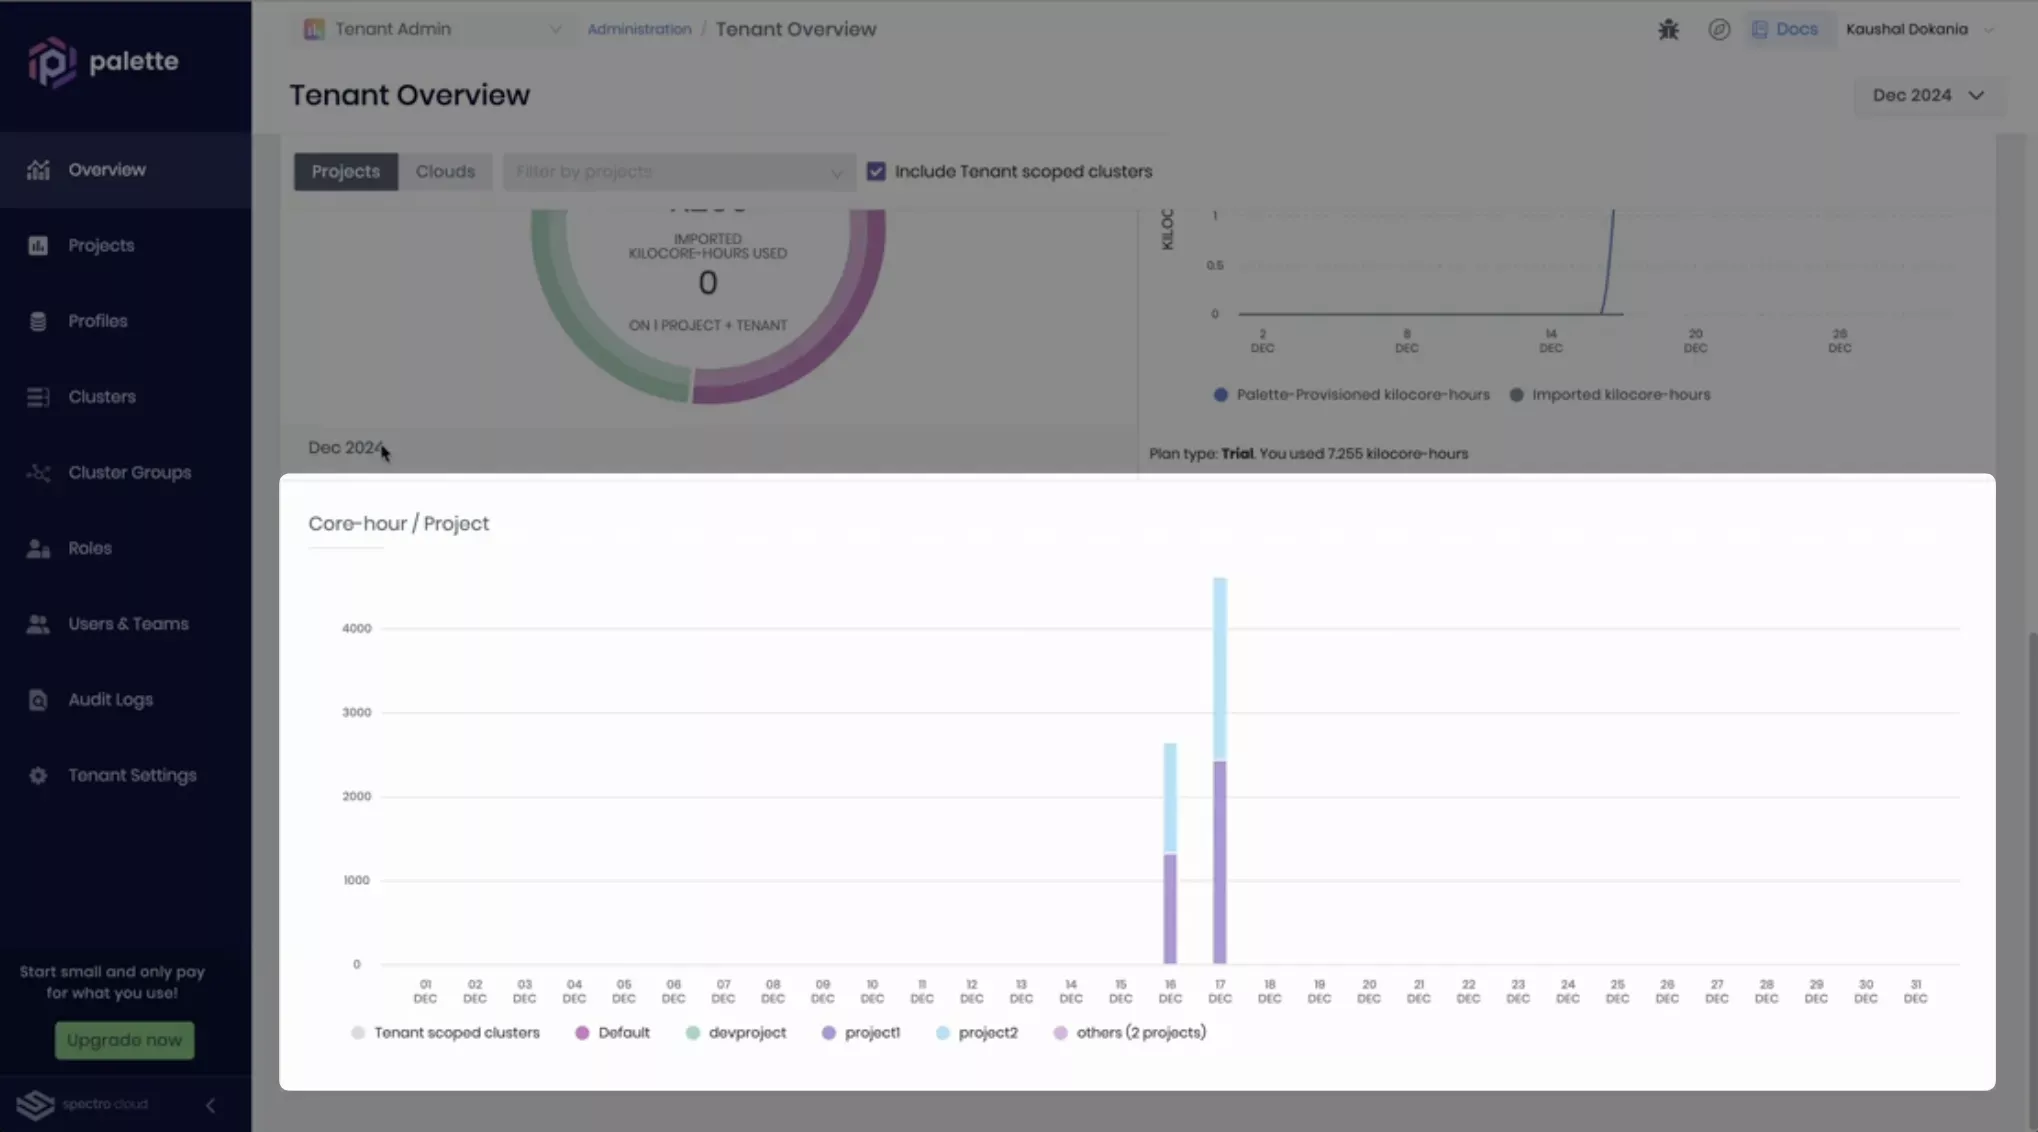 palette
Tenant Admin
Administration / Tenant Overview
Docs
Kaushal Dokania
Tenant Overview
Dec 2024
Overview
Projects
Profiles
Clusters
Cluster Groups
Roles
Users & Teams
Audit Logs
Tenant Settings
Start small and only pay
for what you use!
Upgrade now
spectro cloud
Projects
Clouds
Filter by projects
Include Tenant scoped clusters
IMPORTED
KILOCORE-HOURS USED
0
ON 1 PROJECT + TENANT
Dec 2024
KILOC
1
0.5
0
2 DEC
8 DEC
14 DEC
20 DEC
26 DEC
Palette-Provisioned kilocore-hours
Imported kilocore-hours
Plan type: Trial. You used 7.255 kilocore-hours
Core-hour / Project
4000
3000
2000
1000
0
01 DEC
02 DEC
03 DEC
04 DEC
05 DEC
06 DEC
07 DEC
08 DEC
09 DEC
10 DEC
11 DEC
12 DEC
13 DEC
14 DEC
15 DEC
16 DEC
17 DEC
18 DEC
19 DEC
20 DEC
21 DEC
22 DEC
23 DEC
24 DEC
25 DEC
26 DEC
27 DEC
28 DEC
29 DEC
30 DEC
31 DEC
Tenant scoped clusters
Default
devproject
project1
project2
others (2 projects)